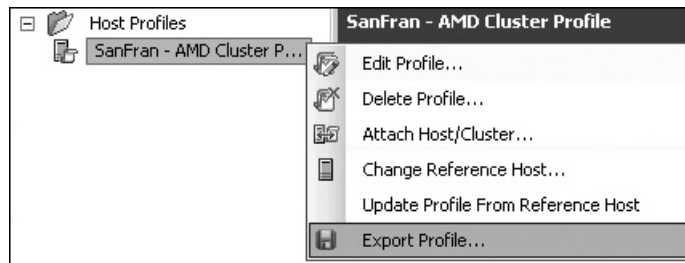 Host Profiles
SanFran - AMD Cluster P...
SanFran - AMD Cluster Profile
Edit Profile...
Delete Profile...
Attach Host/Cluster...
Change Reference Host...
Update Profile From Reference Host
Export Profile...